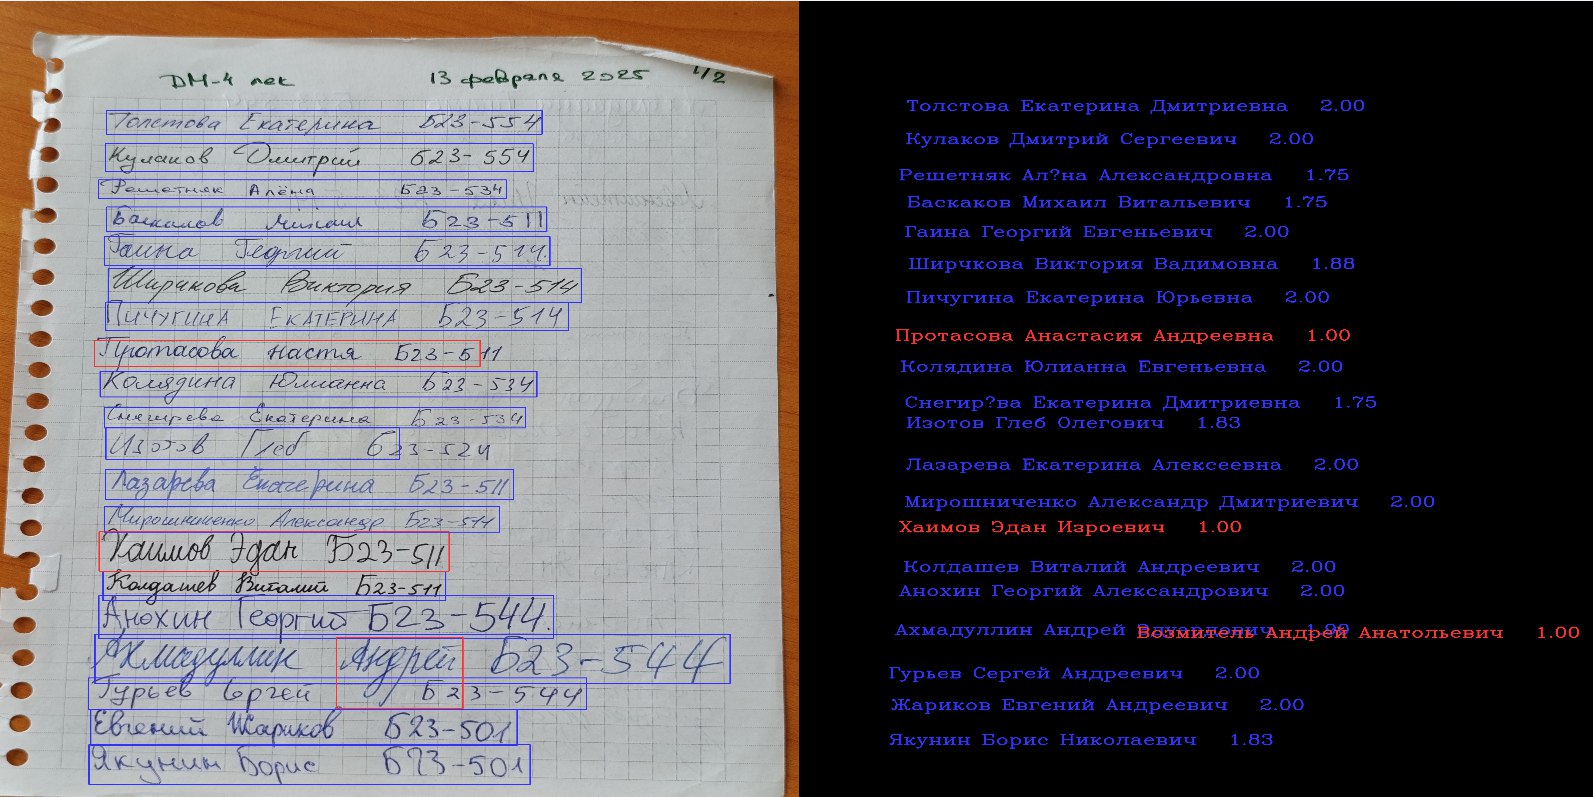 ДМ-4 лек 13 февраля 2025 1/2
Толстова Екатерина Б23-554
Кулаков Дмитрий Б23-554
Решетняк Алёна Б23-534
Баскаков Михаил Б23-511
Гаина Георгий Б23-514
Ширчкова Виктория Б23-514
ПИЧУГИНА ЕКАТЕРИНА Б23-514
Протасова Настя Б23-511
Колядина Юлианна Б23-534
Снегирева Екатерина Б23-534
Изотов Глеб Б23-524
Лазарева Екатерина Б23-511
Мирошниченко Александр Б23-514
Хаимов Эдан Б23-511
Колдашев Виталий Б23-511
Анохин Георгий Б23-544.
Ахмадуллин Андрей Б23-544
Гурьев Сергей Б23-544
Евгений Жариков Б23-501
Якунин Борис Б23-501
Толстова Екатерина Дмитриевна 2.00
Кулаков Дмитрий Сергеевич 2.00
Решетняк Ал?на Александровна 1.75
Баскаков Михаил Витальевич 1.75
Гаина Георгий Евгеньевич 2.00
Ширчкова Виктория Вадимовна 1.88
Пичугина Екатерина Юрьевна 2.00
Протасова Анастасия Андреевна 1.00
Колядина Юлианна Евгеньевна 2.00
Снегир?ва Екатерина Дмитриевна 1.75
Изотов Глеб Олегович 1.83
Лазарева Екатерина Алексеевна 2.00
Мирошниченко Александр Дмитриевич 2.00
Хаимов Эдан Изроевич 1.00
Колдашев Виталий Андреевич 2.00
Анохин Георгий Александрович 2.00
Ахмадуллин Андрей
Возмитель Андрей Анатольевич 1.00
Гурьев Сергей Андреевич 2.00
Жариков Евгений Андреевич 2.00
Якунин Борис Николаевич 1.83